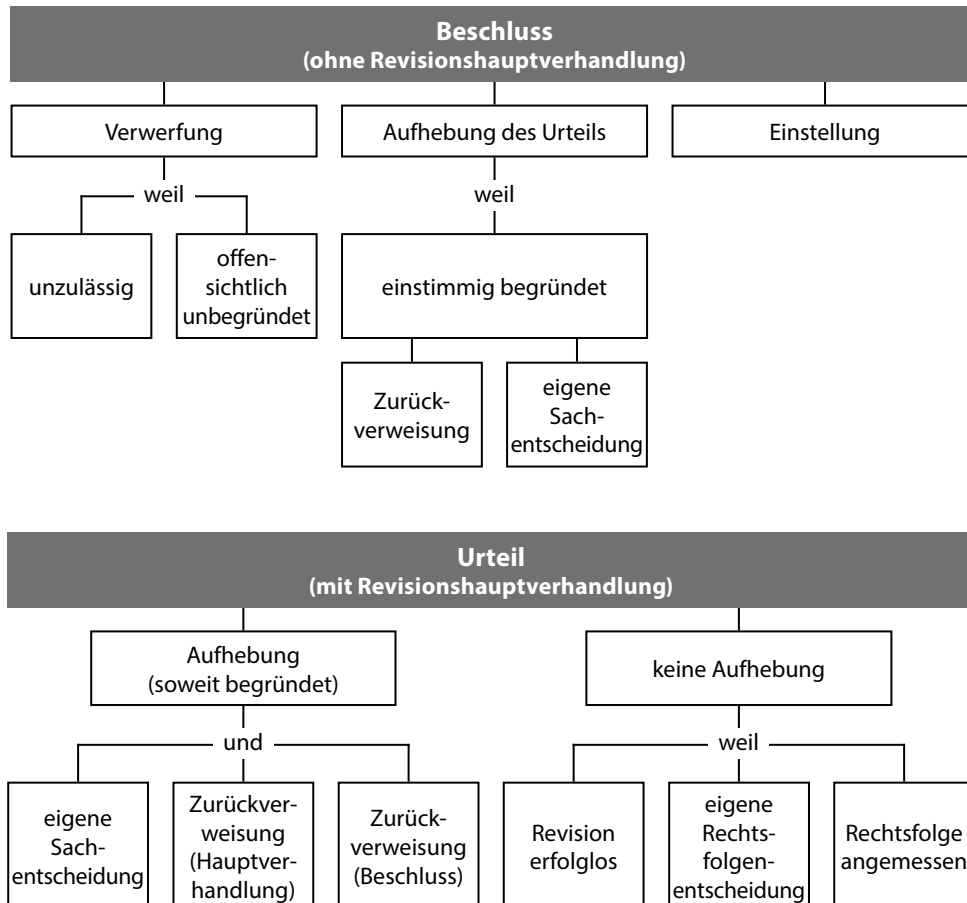 Beschluss
(ohne Revisionshauptverhandlung)
Verwerfung
Aufhebung des Urteils
Einstellung
weil
weil
unzulässig
offen-
sichtlich
unbegründet
einstimmig begründet
Zurück-
verweisung
eigene
Sach-
entscheidung
Urteil
(mit Revisionshauptverhandlung)
Aufhebung
(soweit begründet)
keine Aufhebung
und
weil
eigene
Sach-
entscheidung
Zurückver-
weisung
(Hauptver-
handlung)
Zurück-
verweisung
(Beschluss)
Revision
erfolglos
eigene
Rechts-
folgen-
entscheidung
Rechtsfolge
angemessen